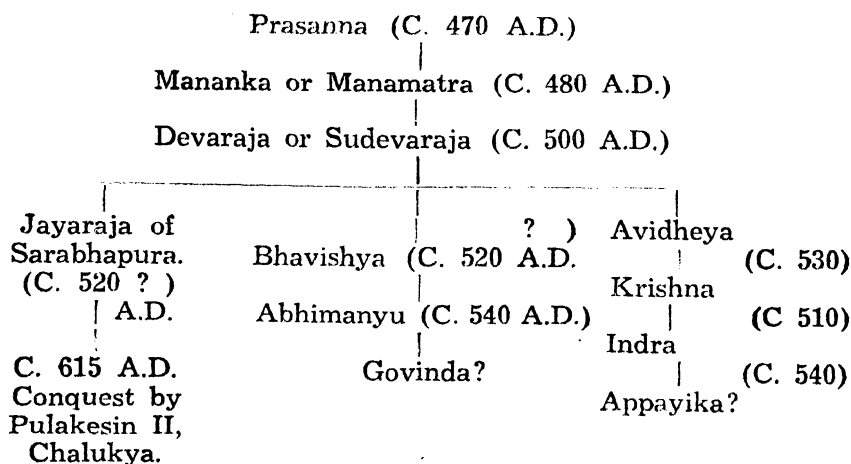 Prasanna (C. 470 A.D.)
Mananka or Manamatra (C. 480 A.D.)
Devaraja or Sudevaraja (C. 500 A.D.)
Jayaraja of
Sarabhapura.
(C. 520 ? )
A.D.
C. 615 A.D.
Conquest by
Pulakesin II,
Chalukya.
? )
Bhavishya (C. 520 A.D.
Abhimanyu (C. 540 A.D.)
Govinda?
Avidheya
(C. 530)
Krishna
(C 510)
Indra
(C. 540)
Appayika?